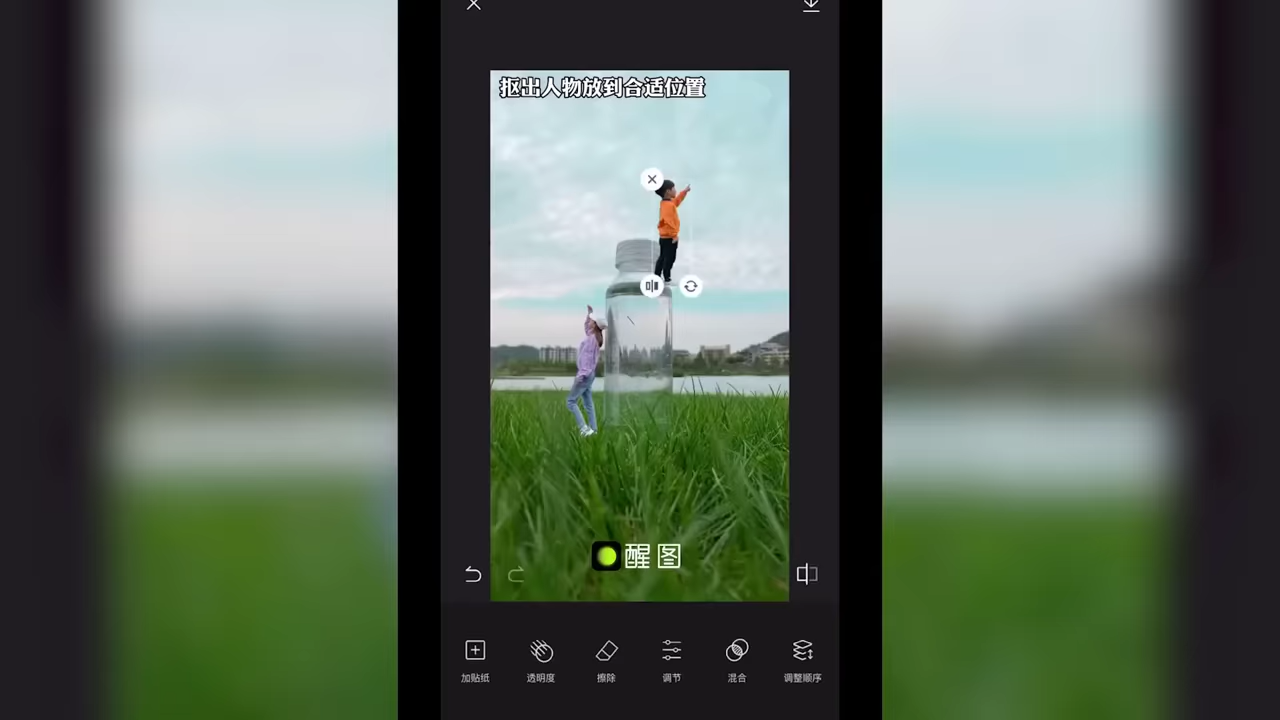 抠出人物放到合适位置
醒图
加贴纸
透明度
擦除
调节
混合
调整顺序